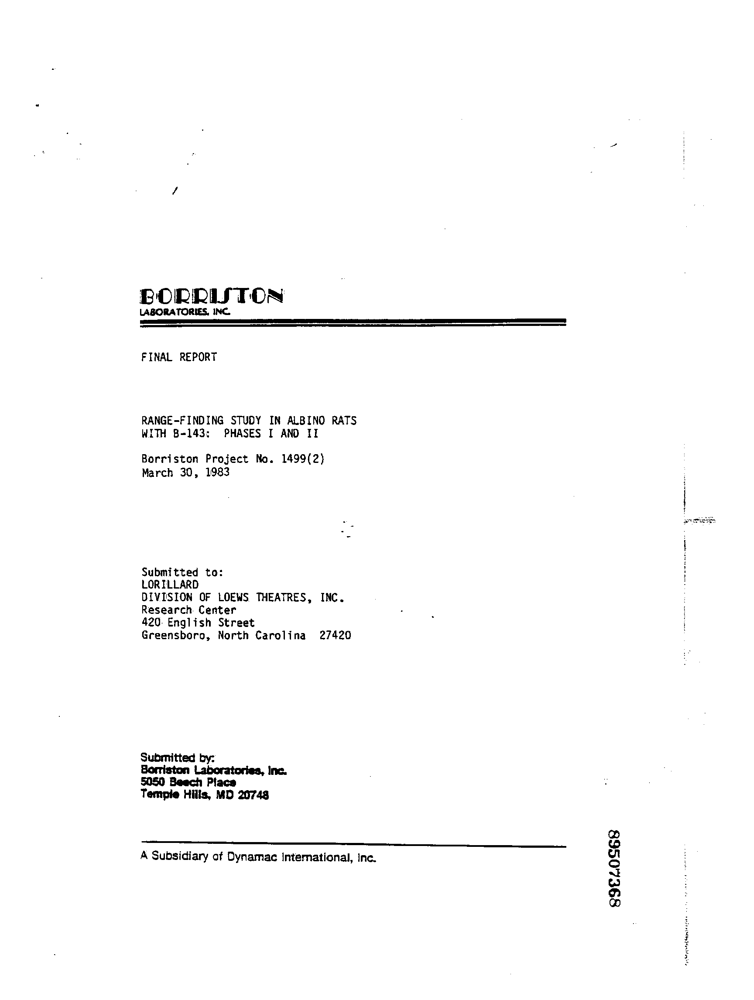 BORRISTON
LABORATORIES, INC.
FINAL REPORT
RANGE-FINDING STUDY IN ALBINO RATS
WITH B-143: PHASES I AND II
Borriston Project No. 1499(2)
March 30, 1983
Submitted to:
LORILLARD
DIVISION OF LOEWS THEATRES, INC.
Research Center
420 English Street
Greensboro, North Carolina 27420
Submitted by:
Borriston Laboratories, Inc.
5050 Beech Place
Temple Hills, MD 20748
A Subsidiary of Dynamac International, Inc.
89507368